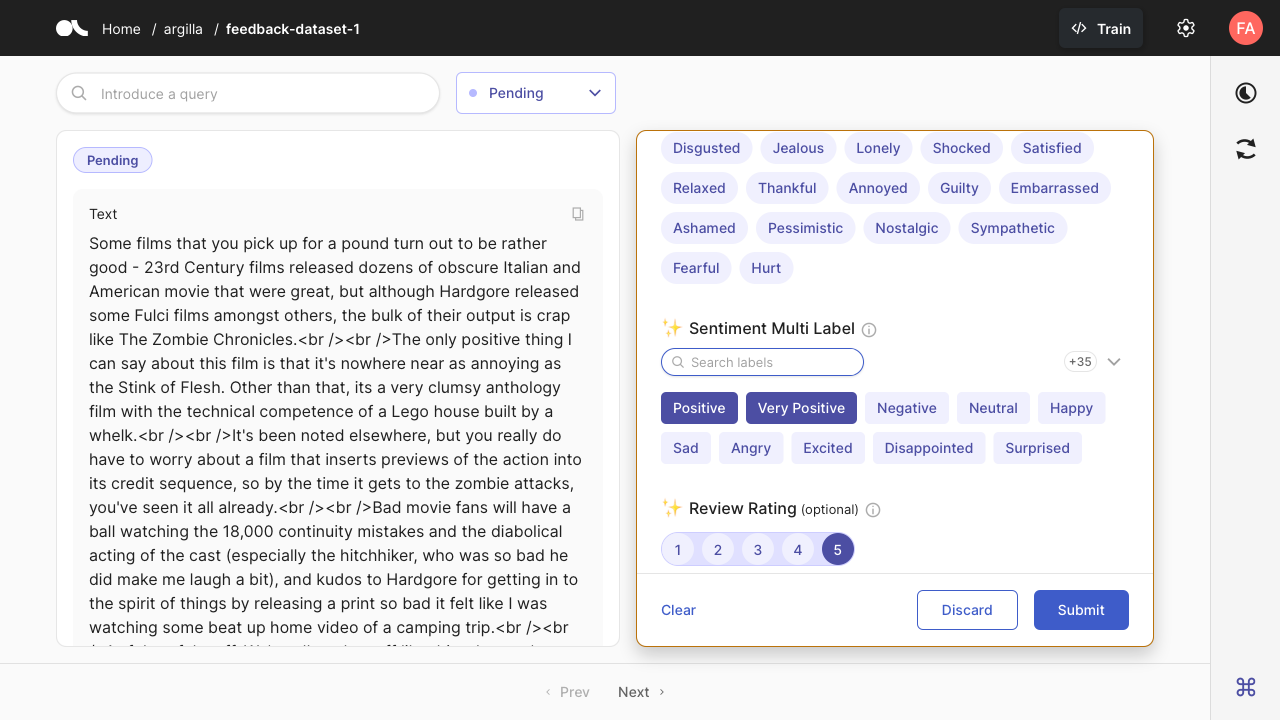 Home / argilla / feedback-dataset-1
Train
FA
Introduce a query
Pending
Pending
Text
Some films that you pick up for a pound turn out to be rather
good - 23rd Century films released dozens of obscure Italian and
American movie that were great, but although Hardgore released
some Fulci films amongst others, the bulk of their output is crap
like The Zombie Chronicles.<br /><br />The only positive thing I
can say about this film is that it's nowhere near as annoying as
the Stink of Flesh. Other than that, its a very clumsy anthology
film with the technical competence of a Lego house built by a
whelk.<br /><br />It's been noted elsewhere, but you really do
have to worry about a film that inserts previews of the action into
its credit sequence, so by the time it gets to the zombie attacks,
you've seen it all already.<br /><br />Bad movie fans will have a
ball watching the 18,000 continuity mistakes and the diabolical
acting of the cast (especially the hitchhiker, who was so bad he
did make me laugh a bit), and kudos to Hardgore for getting in to
the spirit of things by releasing a print so bad it felt like I was
watching some beat up home video of a camping trip.<br /><br
Disgusted Jealous Lonely Shocked Satisfied
Relaxed Thankful Annoyed Guilty Embarrassed
Ashamed Pessimistic Nostalgic Sympathetic
Fearful Hurt
✨ Sentiment Multi Label
Search labels
+35
Positive Very Positive Negative Neutral Happy
Sad Angry Excited Disappointed Surprised
✨ Review Rating (optional)
1 2 3 4 5
Clear
Discard
Submit
Prev
Next